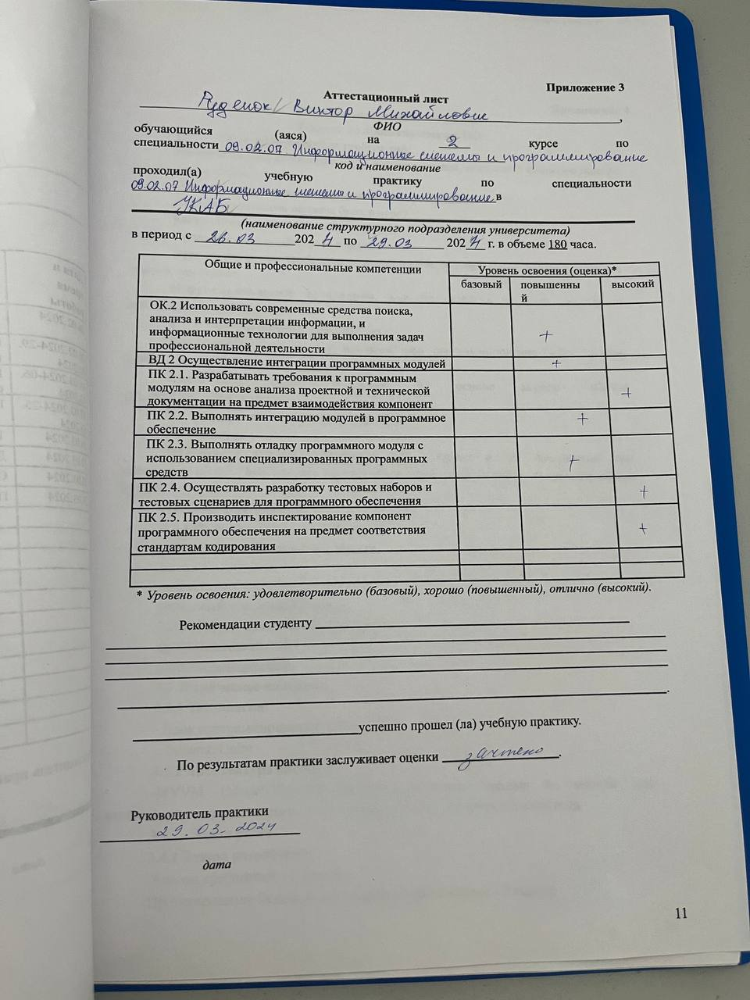 Приложение 3
Аттестационный лист
Руденок Виктор Михайлович,
ФИО
обучающийся (аяся) на 2 курсе по
специальности 09.02.07 Информационные системы и программирование
код и наименование
проходил(а) учебную практику по специальности
09.02.07 Информационные системы и программирование в
УКАБ
(наименование структурного подразделения университета)
в период с 26.03 2024 по 29.03 2024 г. в объеме 180 часа.
Общие и профессиональные компетенции
Уровень освоения (оценка)*
базовый повышенны высокий
й
ОК.2 Использовать современные средства поиска,
анализа и интерпретации информации, и
информационные технологии для выполнения задач +
профессиональной деятельности
ВД 2 Осуществление интеграции программных модулей +
ПК 2.1. Разрабатывать требования к программным
модулям на основе анализа проектной и технической +
документации на предмет взаимодействия компонент
ПК 2.2. Выполнять интеграцию модулей в программное +
обеспечение
ПК 2.3. Выполнять отладку программного модуля с
использованием специализированных программных +
средств
ПК 2.4. Осуществлять разработку тестовых наборов и +
тестовых сценариев для программного обеспечения
ПК 2.5. Производить инспектирование компонент
программного обеспечения на предмет соответствия +
стандартам кодирования
* Уровень освоения: удовлетворительно (базовый), хорошо (повышенный), отлично (высокий).
Рекомендации студенту
успешно прошел (ла) учебную практику.
По результатам практики заслуживает оценки зачтено.
Руководитель практики
29.03.2024
дата
11